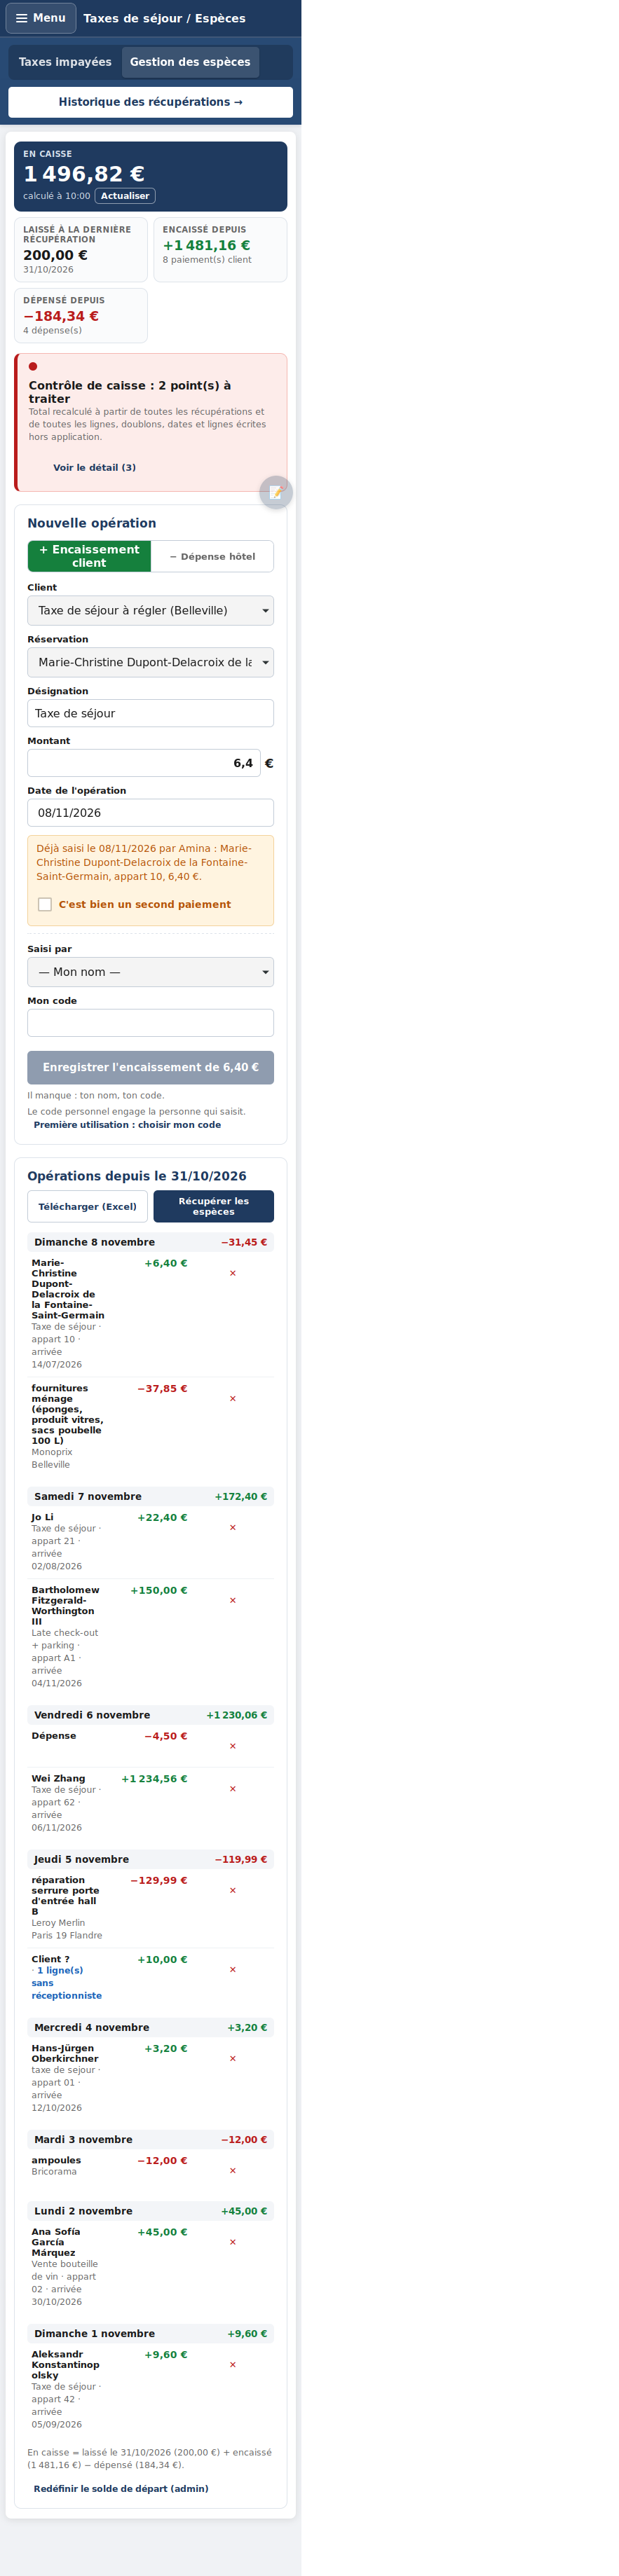 Menu
Taxes de séjour / Espèces
Taxes impayées
Gestion des espèces
Historique des récupérations →
EN CAISSE
1 496,82 €
calculé à 10:00
Actualiser
LAISSÉ À LA DERNIÈRE
RÉCUPÉRATION
200,00 €
31/10/2026
ENCAISSÉ DEPUIS
+1 481,16 €
8 paiement(s) client
DÉPENSÉ DEPUIS
−184,34 €
4 dépense(s)
Contrôle de caisse : 2 point(s) à
traiter
Total recalculé à partir de toutes les récupérations et
de toutes les lignes, doublons, dates et lignes écrites
hors application.
Voir le détail (3)
Nouvelle opération
+ Encaissement
client
− Dépense hôtel
Client
Taxe de séjour à régler (Belleville)
Réservation
Marie-Christine Dupont-Delacroix de la
Désignation
Taxe de séjour
Montant
6,4 €
Date de l'opération
08/11/2026
Déjà saisi le 08/11/2026 par Amina : Marie-
Christine Dupont-Delacroix de la Fontaine-
Saint-Germain, appart 10, 6,40 €.
C'est bien un second paiement
Saisi par
— Mon nom —
Mon code
Enregistrer l'encaissement de 6,40 €
Il manque : ton nom, ton code.
Le code personnel engage la personne qui saisit.
Première utilisation : choisir mon code
Opérations depuis le 31/10/2026
Télécharger (Excel)
Récupérer les
espèces
Dimanche 8 novembre −31,45 €
Marie-
Christine
Dupont-
Delacroix de
la Fontaine-
Saint-Germain
Taxe de séjour ·
appart 10 ·
arrivée
14/07/2026
+6,40 €
✕
fournitures
ménage
(éponges,
produit vitres,
sacs poubelle
100 L)
Monoprix
Belleville
−37,85 €
✕
Samedi 7 novembre +172,40 €
Jo Li
Taxe de séjour ·
appart 21 ·
arrivée
02/08/2026
+22,40 €
✕
Bartholomew
Fitzgerald-
Worthington
III
Late check-out
+ parking ·
appart A1 ·
arrivée
04/11/2026
+150,00 €
✕
Vendredi 6 novembre +1 230,06 €
Dépense
−4,50 €
✕
Wei Zhang
Taxe de séjour ·
appart 62 ·
arrivée
06/11/2026
+1 234,56 €
✕
Jeudi 5 novembre −119,99 €
réparation
serrure porte
d'entrée hall
B
Leroy Merlin
Paris 19 Flandre
−129,99 €
✕
Client ?
· 1 ligne(s)
sans
réceptionniste
+10,00 €
✕
Mercredi 4 novembre +3,20 €
Hans-Jürgen
Oberkirchner
taxe de sejour ·
appart 01 ·
arrivée
12/10/2026
+3,20 €
✕
Mardi 3 novembre −12,00 €
ampoules
Bricorama
−12,00 €
✕
Lundi 2 novembre +45,00 €
Ana Sofía
García
Márquez
Vente bouteille
de vin · appart
02 · arrivée
30/10/2026
+45,00 €
✕
Dimanche 1 novembre +9,60 €
Aleksandr
Konstantinop
olsky
Taxe de séjour ·
appart 42 ·
arrivée
05/09/2026
+9,60 €
✕
En caisse = laissé le 31/10/2026 (200,00 €) + encaissé
(1 481,16 €) − dépensé (184,34 €).
Redéfinir le solde de départ (admin)